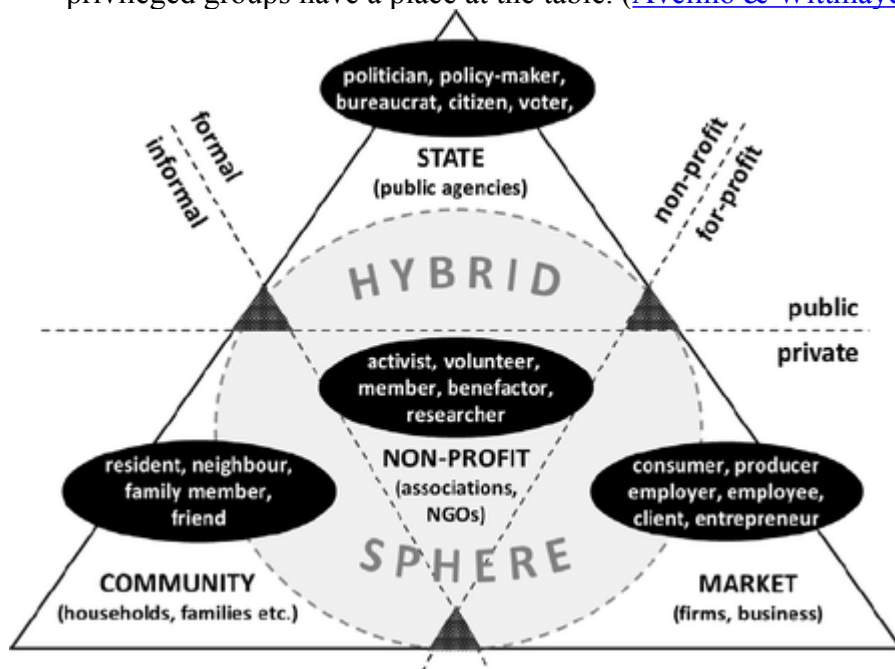 privileged groups have a place at the table. (Avelino &
politician, policy-maker,
bureaucrat, citizen, voter,
STATE
(public agencies)
formal
informal
non-profit
for-profit
HYBRID
public
private
activist, volunteer,
member, benefactor,
researcher
NON-PROFIT
(associations,
NGOs)
resident, neighbour,
family member,
friend
COMMUNITY
(households, families etc.)
consumer, producer
employer, employee,
client, entrepreneur
MARKET
(firms, business)
SPHERE